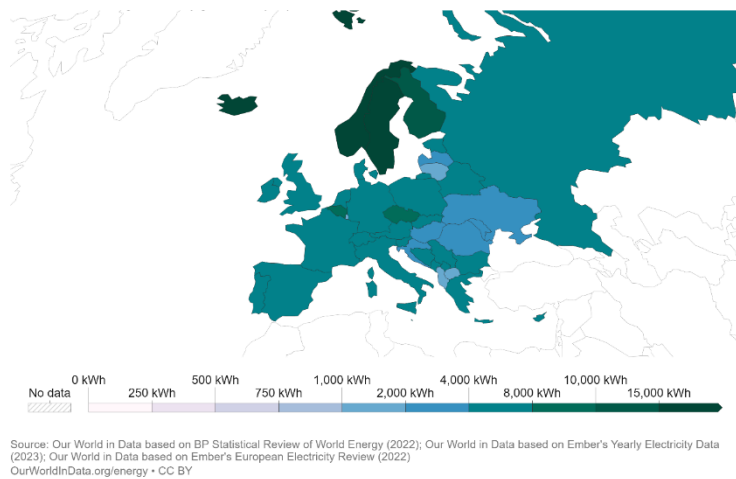 0 kWh 500 kWh 1,000 kWh 4,000 kWh 10,000 kWh
No data 250 kWh 750 kWh 2,000 kWh 8,000 kWh 15,000 kWh
Source: Our World in Data based on BP Statistical Review of World Energy (2022); Our World in Data based on Ember's Yearly Electricity Data
(2023); Our World in Data based on Ember's European Electricity Review (2022)
OurWorldInData.org/energy • CC BY